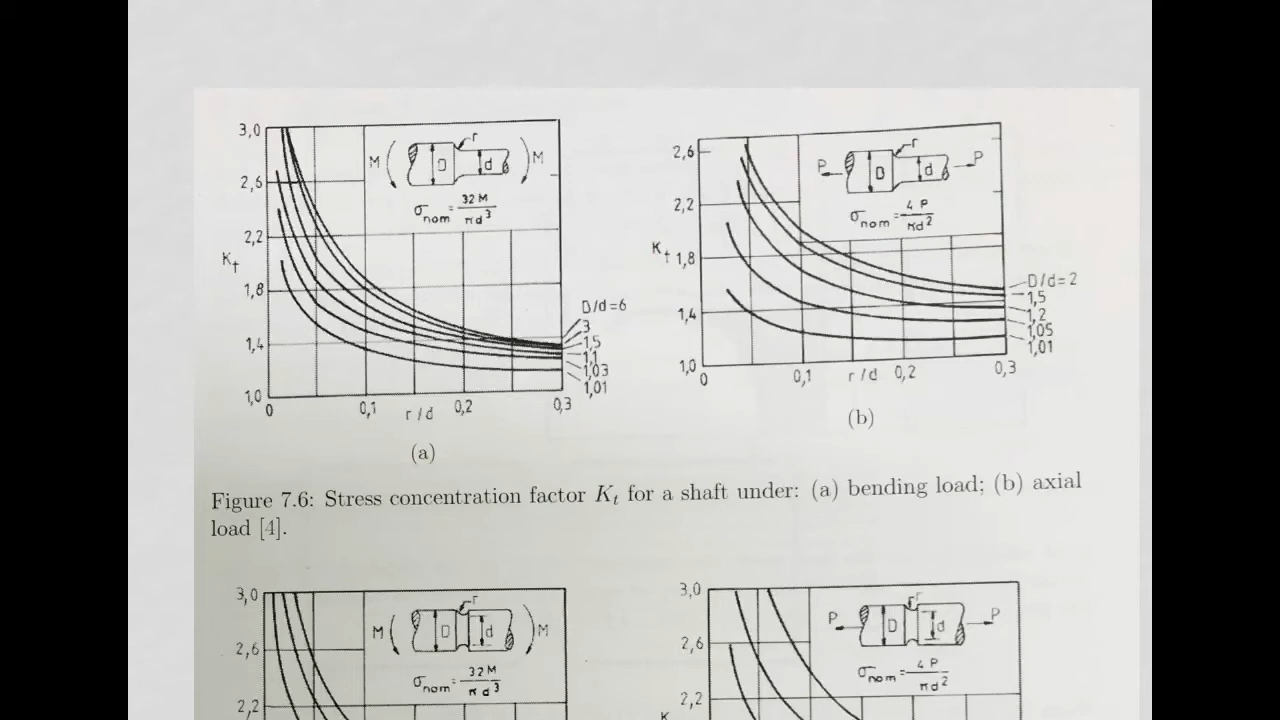 3,0
2,6
2,2
1,8
1,4
1,0
K_t
0
0,1
r/d
0,2
0,3
M
D
d
r
M
σ_nom = 32 M / πd³
D/d=6
3
1,5
1,1
1,03
1,01
(a)
2,6
2,2
K_t 1,8
1,4
1,0
0
0,1
r/d
0,2
0,3
P
D
d
r
P
σ_nom = 4 P / πd²
D/d=2
1,5
1,2
1,05
1,01
(b)
Figure 7.6: Stress concentration factor K_t for a shaft under: (a) bending load; (b) axial
load [4].
3,0
2,6
2,2
M
D
d
r
M
σ_nom = 32 M / π d³
3,0
2,6
2,2
K
P
D
d
r
P
σ_nom = 4 P / π d²